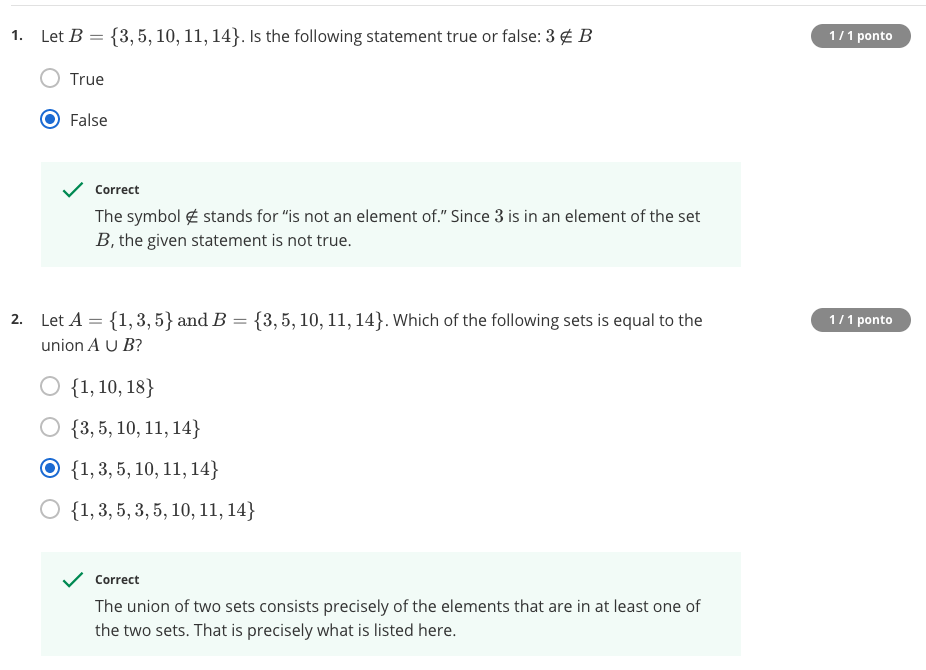 1. Let B = {3, 5, 10, 11, 14}. Is the following statement true or false: 3 ∉ B
1 / 1 ponto
True
False
Correct
The symbol ∉ stands for “is not an element of.” Since 3 is in an element of the set
B, the given statement is not true.
2. Let A = {1, 3, 5} and B = {3, 5, 10, 11, 14}. Which of the following sets is equal to the
1 / 1 ponto
union A ∪ B?
{1, 10, 18}
{3, 5, 10, 11, 14}
{1, 3, 5, 10, 11, 14}
{1, 3, 5, 3, 5, 10, 11, 14}
Correct
The union of two sets consists precisely of the elements that are in at least one of
the two sets. That is precisely what is listed here.